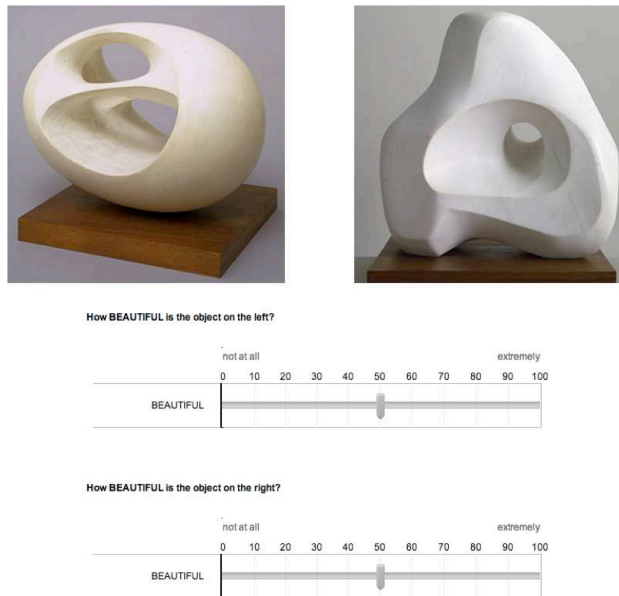 How BEAUTIFUL is the object on the left?
not at all extremely
0 10 20 30 40 50 60 70 80 90 100
BEAUTIFUL
How BEAUTIFUL is the object on the right?
not at all extremely
0 10 20 30 40 50 60 70 80 90 100
BEAUTIFUL